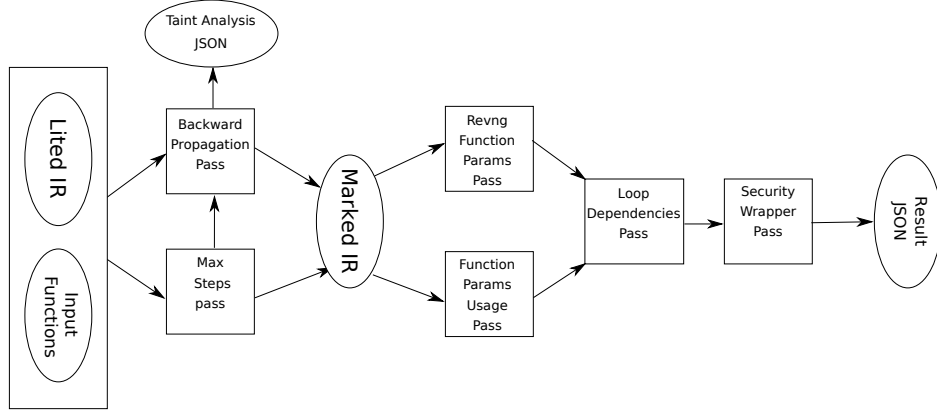 Taint Analysis
JSON
Lited IR
Input
Functions
Backward
Propagation
Pass
Max
Steps
pass
Marked IR
Revng
Function
Params
Pass
Function
Params
Usage
Pass
Loop
Dependencies
Pass
Security
Wrapper
Pass
Result
JSON